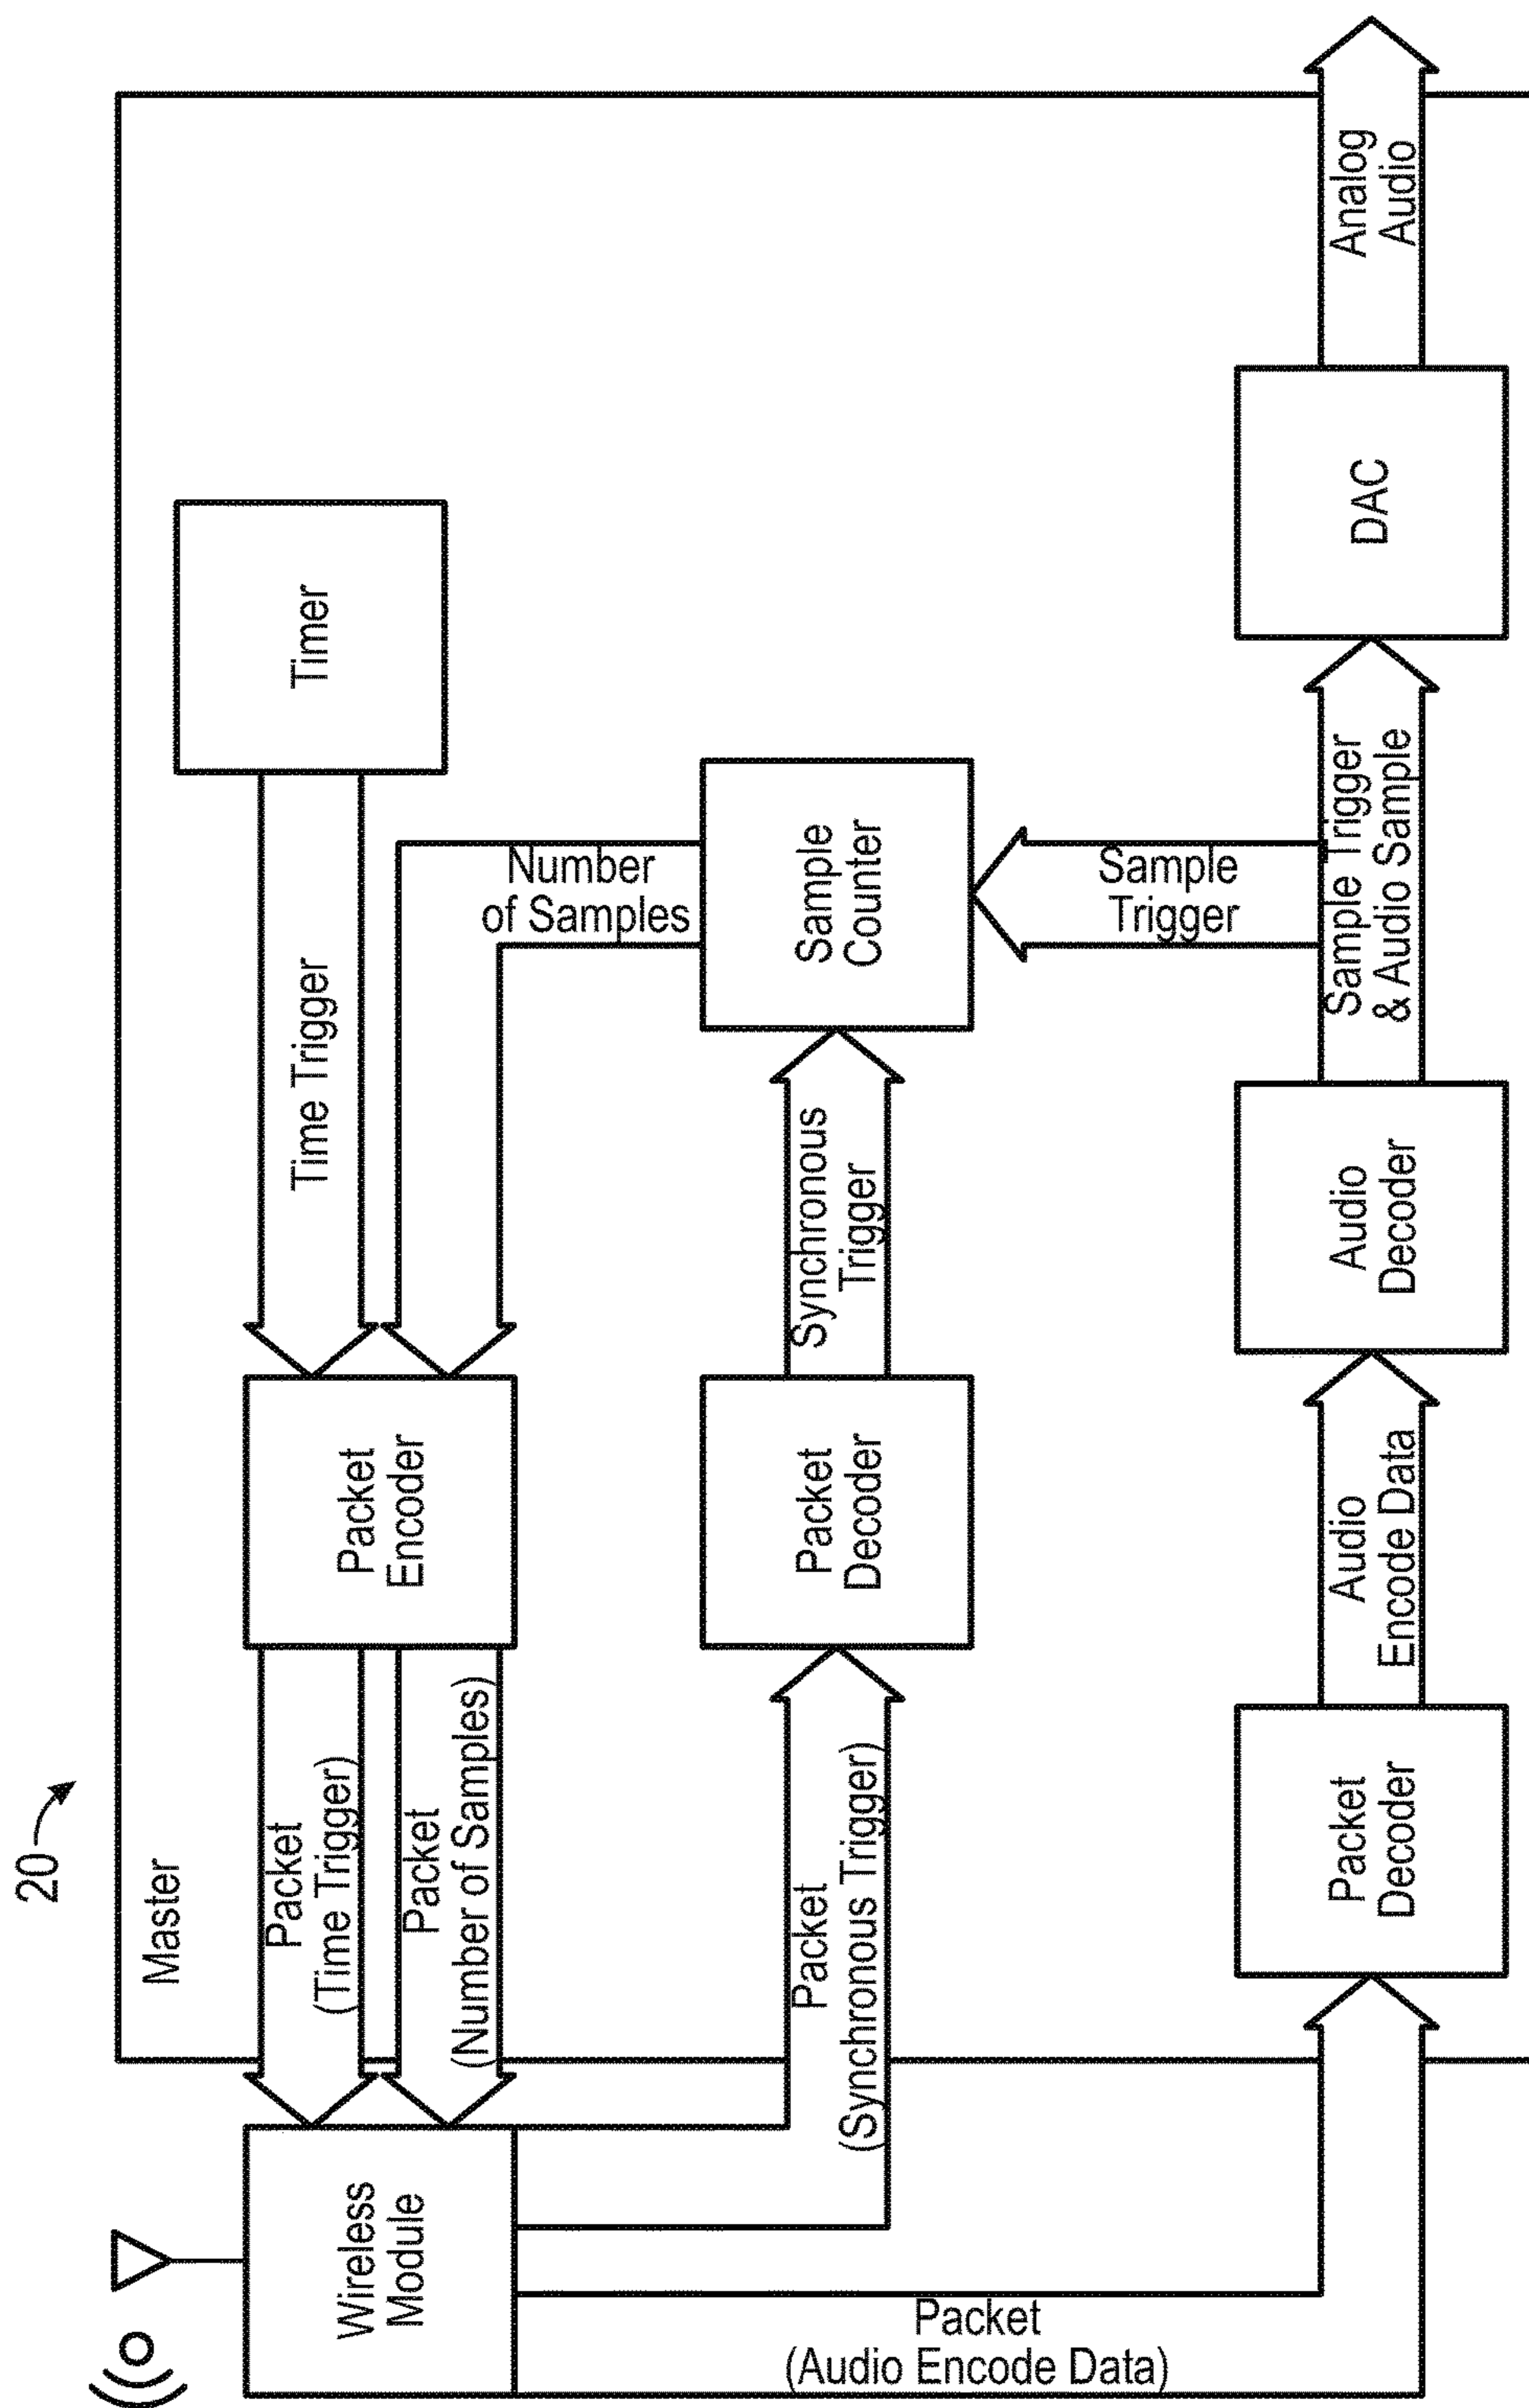 20
Master
Wireless
Module
Packet
(Time Trigger)
Packet
(Number of Samples)
Packet
Encoder
Time Trigger
Timer
Number
of Samples
Packet
(Synchronous Trigger)
Packet
Decoder
Synchronous
Trigger
Sample
Counter
Sample
Trigger
Packet
(Audio Encode Data)
Packet
Decoder
Audio
Encode Data
Audio
Decoder
Sample Trigger
& Audio Sample
DAC
Analog
Audio